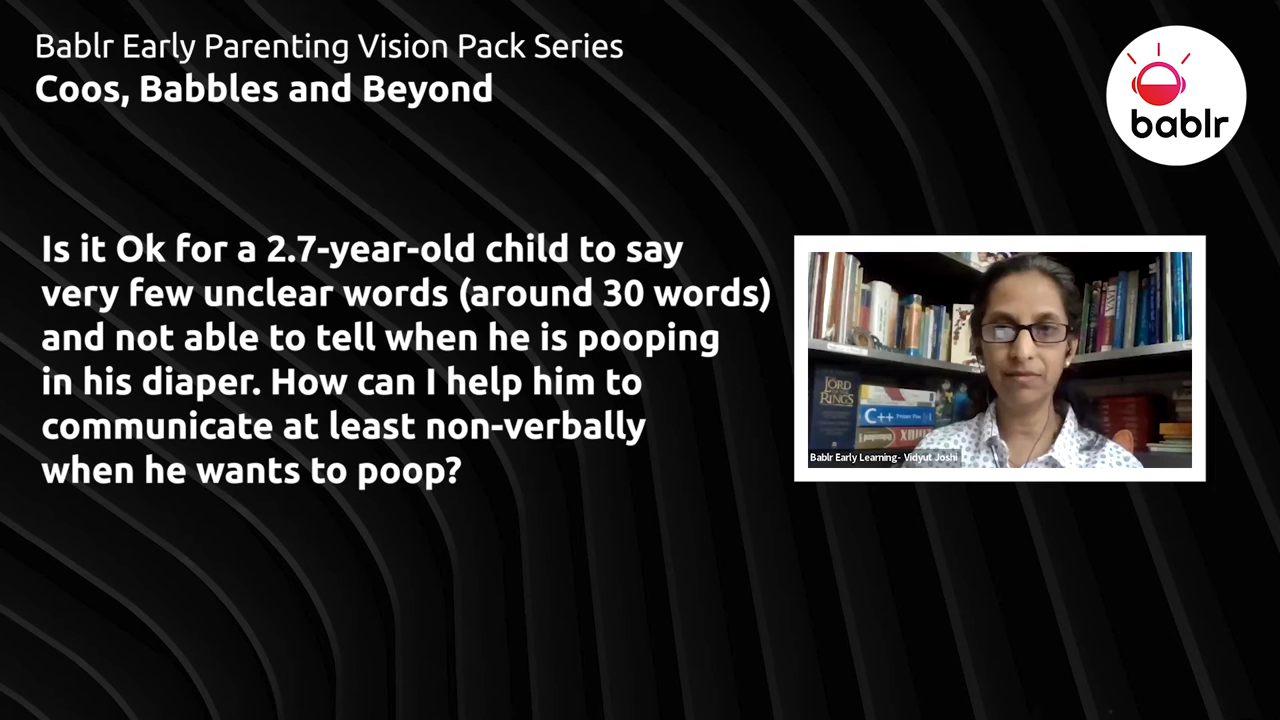 Bablr Early Parenting Vision Pack Series
Coos, Babbles and Beyond
bablr
Is it Ok for a 2.7-year-old child to say
very few unclear words (around 30 words)
and not able to tell when he is pooping
in his diaper. How can I help him to
communicate at least non-verbally
when he wants to poop?
THE
LORD
OF THE
RINGS
C++
Bablr Early Learning- Vidyut Joshi